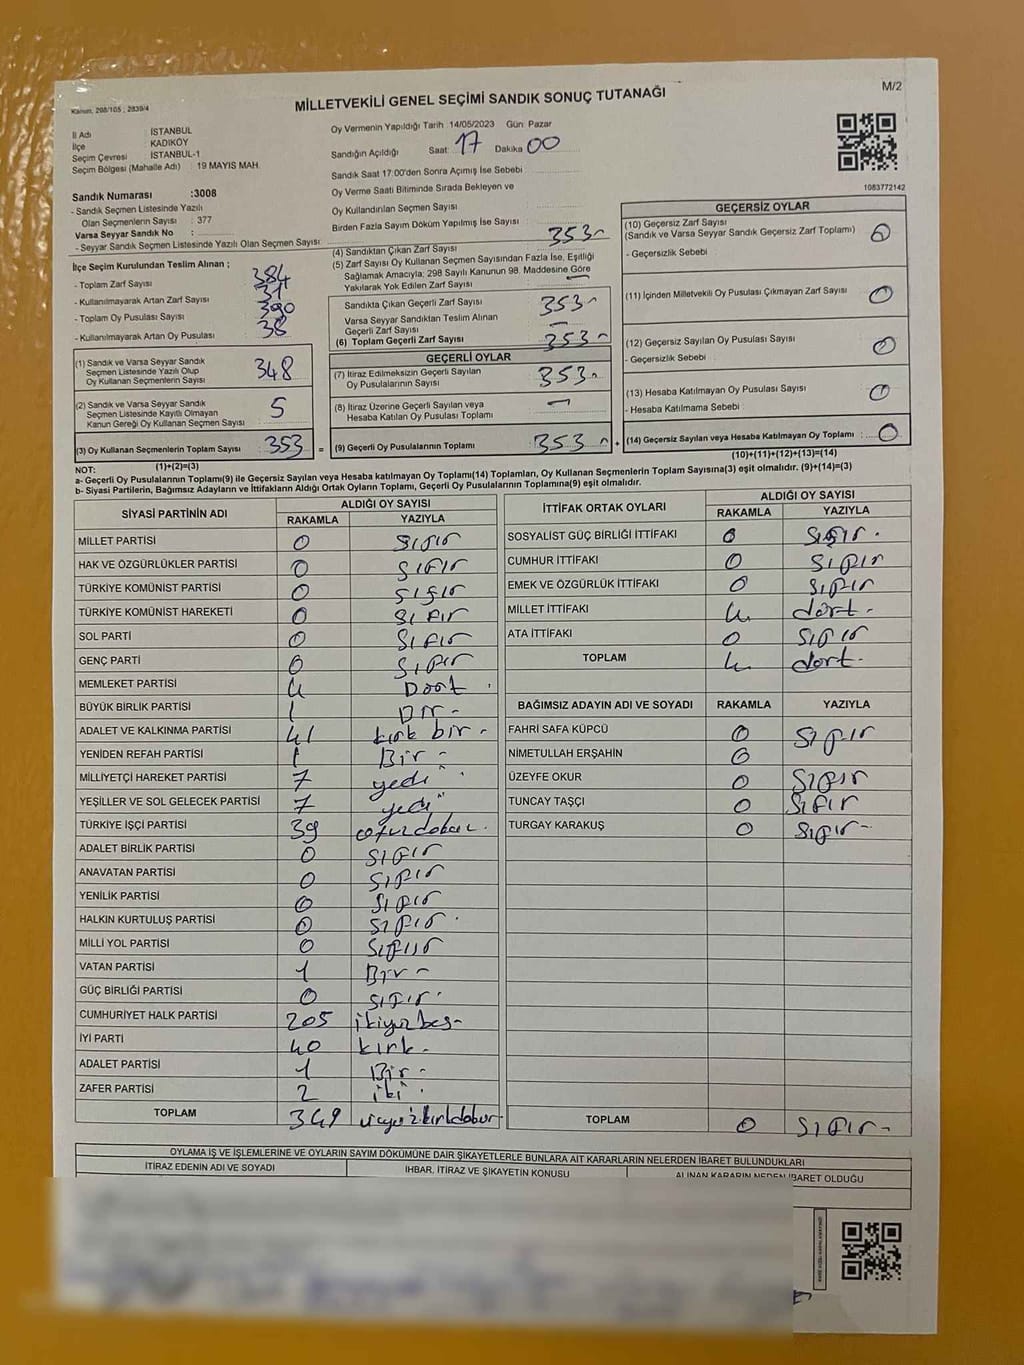 Kanun, 298/105 ; 2839/4
MİLLETVEKİLİ GENEL SEÇİMİ SANDIK SONUÇ TUTANAĞI
M/2
İl Adı : İSTANBUL
İlçe : KADIKÖY
Seçim Çevresi : İSTANBUL-1
Seçim Bölgesi (Mahalle Adı) : 19 MAYIS MAH.
Sandık Numarası :3008
- Sandık Seçmen Listesinde Yazılı
Olan Seçmenlerin Sayısı : 377
Varsa Seyyar Sandık No :
- Seyyar Sandık Seçmen Listesinde Yazılı Olan Seçmen Sayısı
Oy Vermenin Yapıldığı Tarih 14/05/2023 Gün: Pazar
Sandığın Açıldığı Saat: 17 Dakika 00
Sandık Saat 17:00'den Sonra Açımış İse Sebebi
Oy Verme Saati Bitiminde Sırada Bekleyen ve
Oy Kullandırılan Seçmen Sayısı
Birden Fazla Sayım Döküm Yapılmış İse Sayısı
1083772142
İlçe Seçim Kurulundan Teslim Alınan ;
- Toplam Zarf Sayısı 384
- Kullanılmayarak Artan Zarf Sayısı 31
- Toplam Oy Pusulası Sayısı 390
- Kullanılmayarak Artan Oy Pusulası 38
(1) Sandık ve Varsa Seyyar Sandık
Seçmen Listesinde Yazılı Olup
Oy Kullanan Seçmenlerin Sayısı 348
(2) Sandık ve Varsa Seyyar Sandık
Seçmen Listesinde Kayıtlı Olmayan
Kanun Gereği Oy Kullanan Seçmen Sayısı 5
(3) Oy Kullanan Seçmenlerin Toplam Sayısı 353 =
(1)+(2)=(3)
(4) Sandıktan Çıkan Zarf Sayısı 353
(5) Zarf Sayısı Oy Kullanan Seçmen Sayısından Fazla İse, Eşitliği
Sağlamak Amacıyla; 298 Sayılı Kanunun 98. Maddesine Göre
Yakılarak Yok Edilen Zarf Sayısı —
Sandıkta Çıkan Geçerli Zarf Sayısı 353
Varsa Seyyar Sandıktan Teslim Alınan
Geçerli Zarf Sayısı —
(6) Toplam Geçerli Zarf Sayısı 353
GEÇERLİ OYLAR
(7) İtiraz Edilmeksizin Geçerli Sayılan
Oy Pusulalarının Sayısı 353
(8) İtiraz Üzerine Geçerli Sayılan veya
Hesaba Katılan Oy Pusulası Toplamı —
(9) Geçerli Oy Pusulalarının Toplamı 353 +
GEÇERSİZ OYLAR
(10) Geçersiz Zarf Sayısı
(Sandık ve Varsa Seyyar Sandık Geçersiz Zarf Toplamı) 0
- Geçersizlik Sebebi
(11) İçinden Milletvekili Oy Pusulası Çıkmayan Zarf Sayısı 0
(12) Geçersiz Sayılan Oy Pusulası Sayısı 0
- Geçersizlik Sebebi
(13) Hesaba Katılmayan Oy Pusulası Sayısı 0
- Hesaba Katılmama Sebebi
(14) Geçersiz Sayılan veya Hesaba Katılmayan Oy Toplamı : 0
(10)+(11)+(12)+(13)=(14)
NOT:
a- Geçerli Oy Pusulalarının Toplamı(9) ile Geçersiz Sayılan veya Hesaba katılmayan Oy Toplamı(14) Toplamları, Oy Kullanan Seçmenlerin Toplam Sayısına(3) eşit olmalıdır. (9)+(14)=(3)
b- Siyasi Partilerin, Bağımsız Adayların ve İttifakların Aldığı Ortak Oyların Toplamı, Geçerli Oy Pusulalarının Toplamına(9) eşit olmalıdır.
SİYASİ PARTİNİN ADI ALDIĞI OY SAYISI
RAKAMLA YAZIYLA
MİLLET PARTİSİ 0 sıfır
HAK VE ÖZGÜRLÜKLER PARTİSİ 0 sıfır
TÜRKİYE KOMÜNİST PARTİSİ 0 sıfır
TÜRKİYE KOMÜNİST HAREKETİ 0 sıfır
SOL PARTİ 0 sıfır
GENÇ PARTİ 0 sıfır
MEMLEKET PARTİSİ 4 Dört
BÜYÜK BİRLİK PARTİSİ 1 Bir
ADALET VE KALKINMA PARTİSİ 41 kırk bir
YENİDEN REFAH PARTİSİ 1 Bir
MİLLİYETÇİ HAREKET PARTİSİ 7 yedi
YEŞİLLER VE SOL GELECEK PARTİSİ 7 yedi
TÜRKİYE İŞÇİ PARTİSİ 39 otuzdokuz
ADALET BİRLİK PARTİSİ 0 sıfır
ANAVATAN PARTİSİ 0 sıfır
YENİLİK PARTİSİ 0 sıfır
HALKIN KURTULUŞ PARTİSİ 0 sıfır
MİLLİ YOL PARTİSİ 0 sıfır
VATAN PARTİSİ 1 Bir
GÜÇ BİRLİĞİ PARTİSİ 0 sıfır
CUMHURİYET HALK PARTİSİ 205 ikiyüz beş
İYİ PARTİ 40 kırk
ADALET PARTİSİ 1 Bir
ZAFER PARTİSİ 2 iki
TOPLAM 349 üçyüzkırkdokuz
İTTİFAK ORTAK OYLARI ALDIĞI OY SAYISI
RAKAMLA YAZIYLA
SOSYALİST GÜÇ BİRLİĞİ İTTİFAKI 0 sıfır
CUMHUR İTTİFAKI 0 sıfır
EMEK VE ÖZGÜRLÜK İTTİFAKI 0 sıfır
MİLLET İTTİFAKI 4 dört
ATA İTTİFAKI 0 sıfır
TOPLAM 4 dört
BAĞIMSIZ ADAYIN ADI VE SOYADI RAKAMLA YAZIYLA
FAHRİ SAFA KÜPCÜ 0 sıfır
NİMETULLAH ERŞAHİN 0
ÜZEYFE OKUR 0 sıfır
TUNCAY TAŞÇI 0 sıfır
TURGAY KARAKUŞ 0 sıfır
TOPLAM 0 sıfır
OYLAMA İŞ VE İŞLEMLERİNE VE OYLARIN SAYIM DÖKÜMÜNE DAİR ŞİKAYETLERLE BUNLARA AİT KARARLARIN NELERDEN İBARET BULUNDUKLARI
İTİRAZ EDENİN ADI VE SOYADI İHBAR, İTİRAZ VE ŞİKAYETİN KONUSU ALINAN KARARIN NEDEN İBARET OLDUĞU